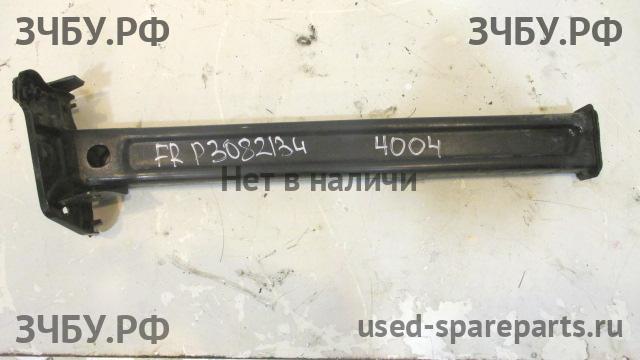 ЗЧБУ.РФ ЗЧБУ.РФ
FR P3082134 4004
Нет в наличи
ЗЧБУ.РФ used-spareparts.ru